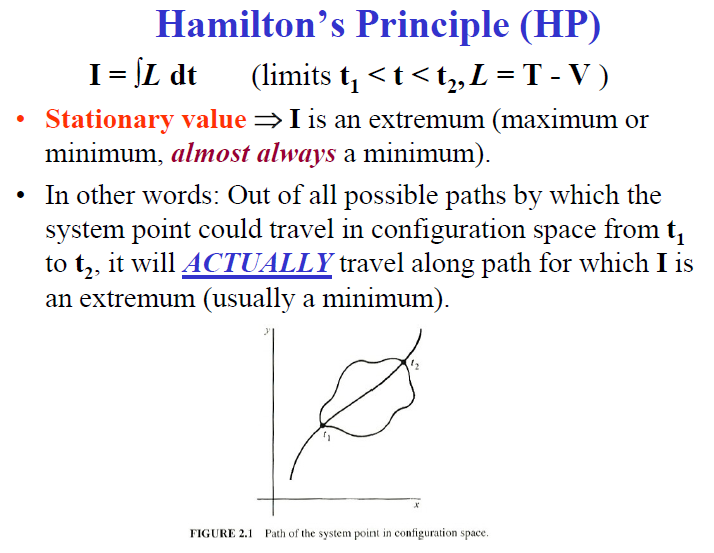 Hamilton's Principle (HP)
I = ∫L dt (limits t₁ < t < t₂, L = T - V )
• Stationary value ⇒ I is an extremum (maximum or
minimum, almost always a minimum).
• In other words: Out of all possible paths by which the
system point could travel in configuration space from t₁
to t₂, it will ACTUALLY travel along path for which I is
an extremum (usually a minimum).
y
t₂
t₁
x
FIGURE 2.1 Path of the system point in configuration space.